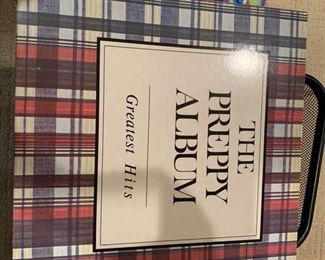 THE
PREPPY
ALBUM
Greatest Hits